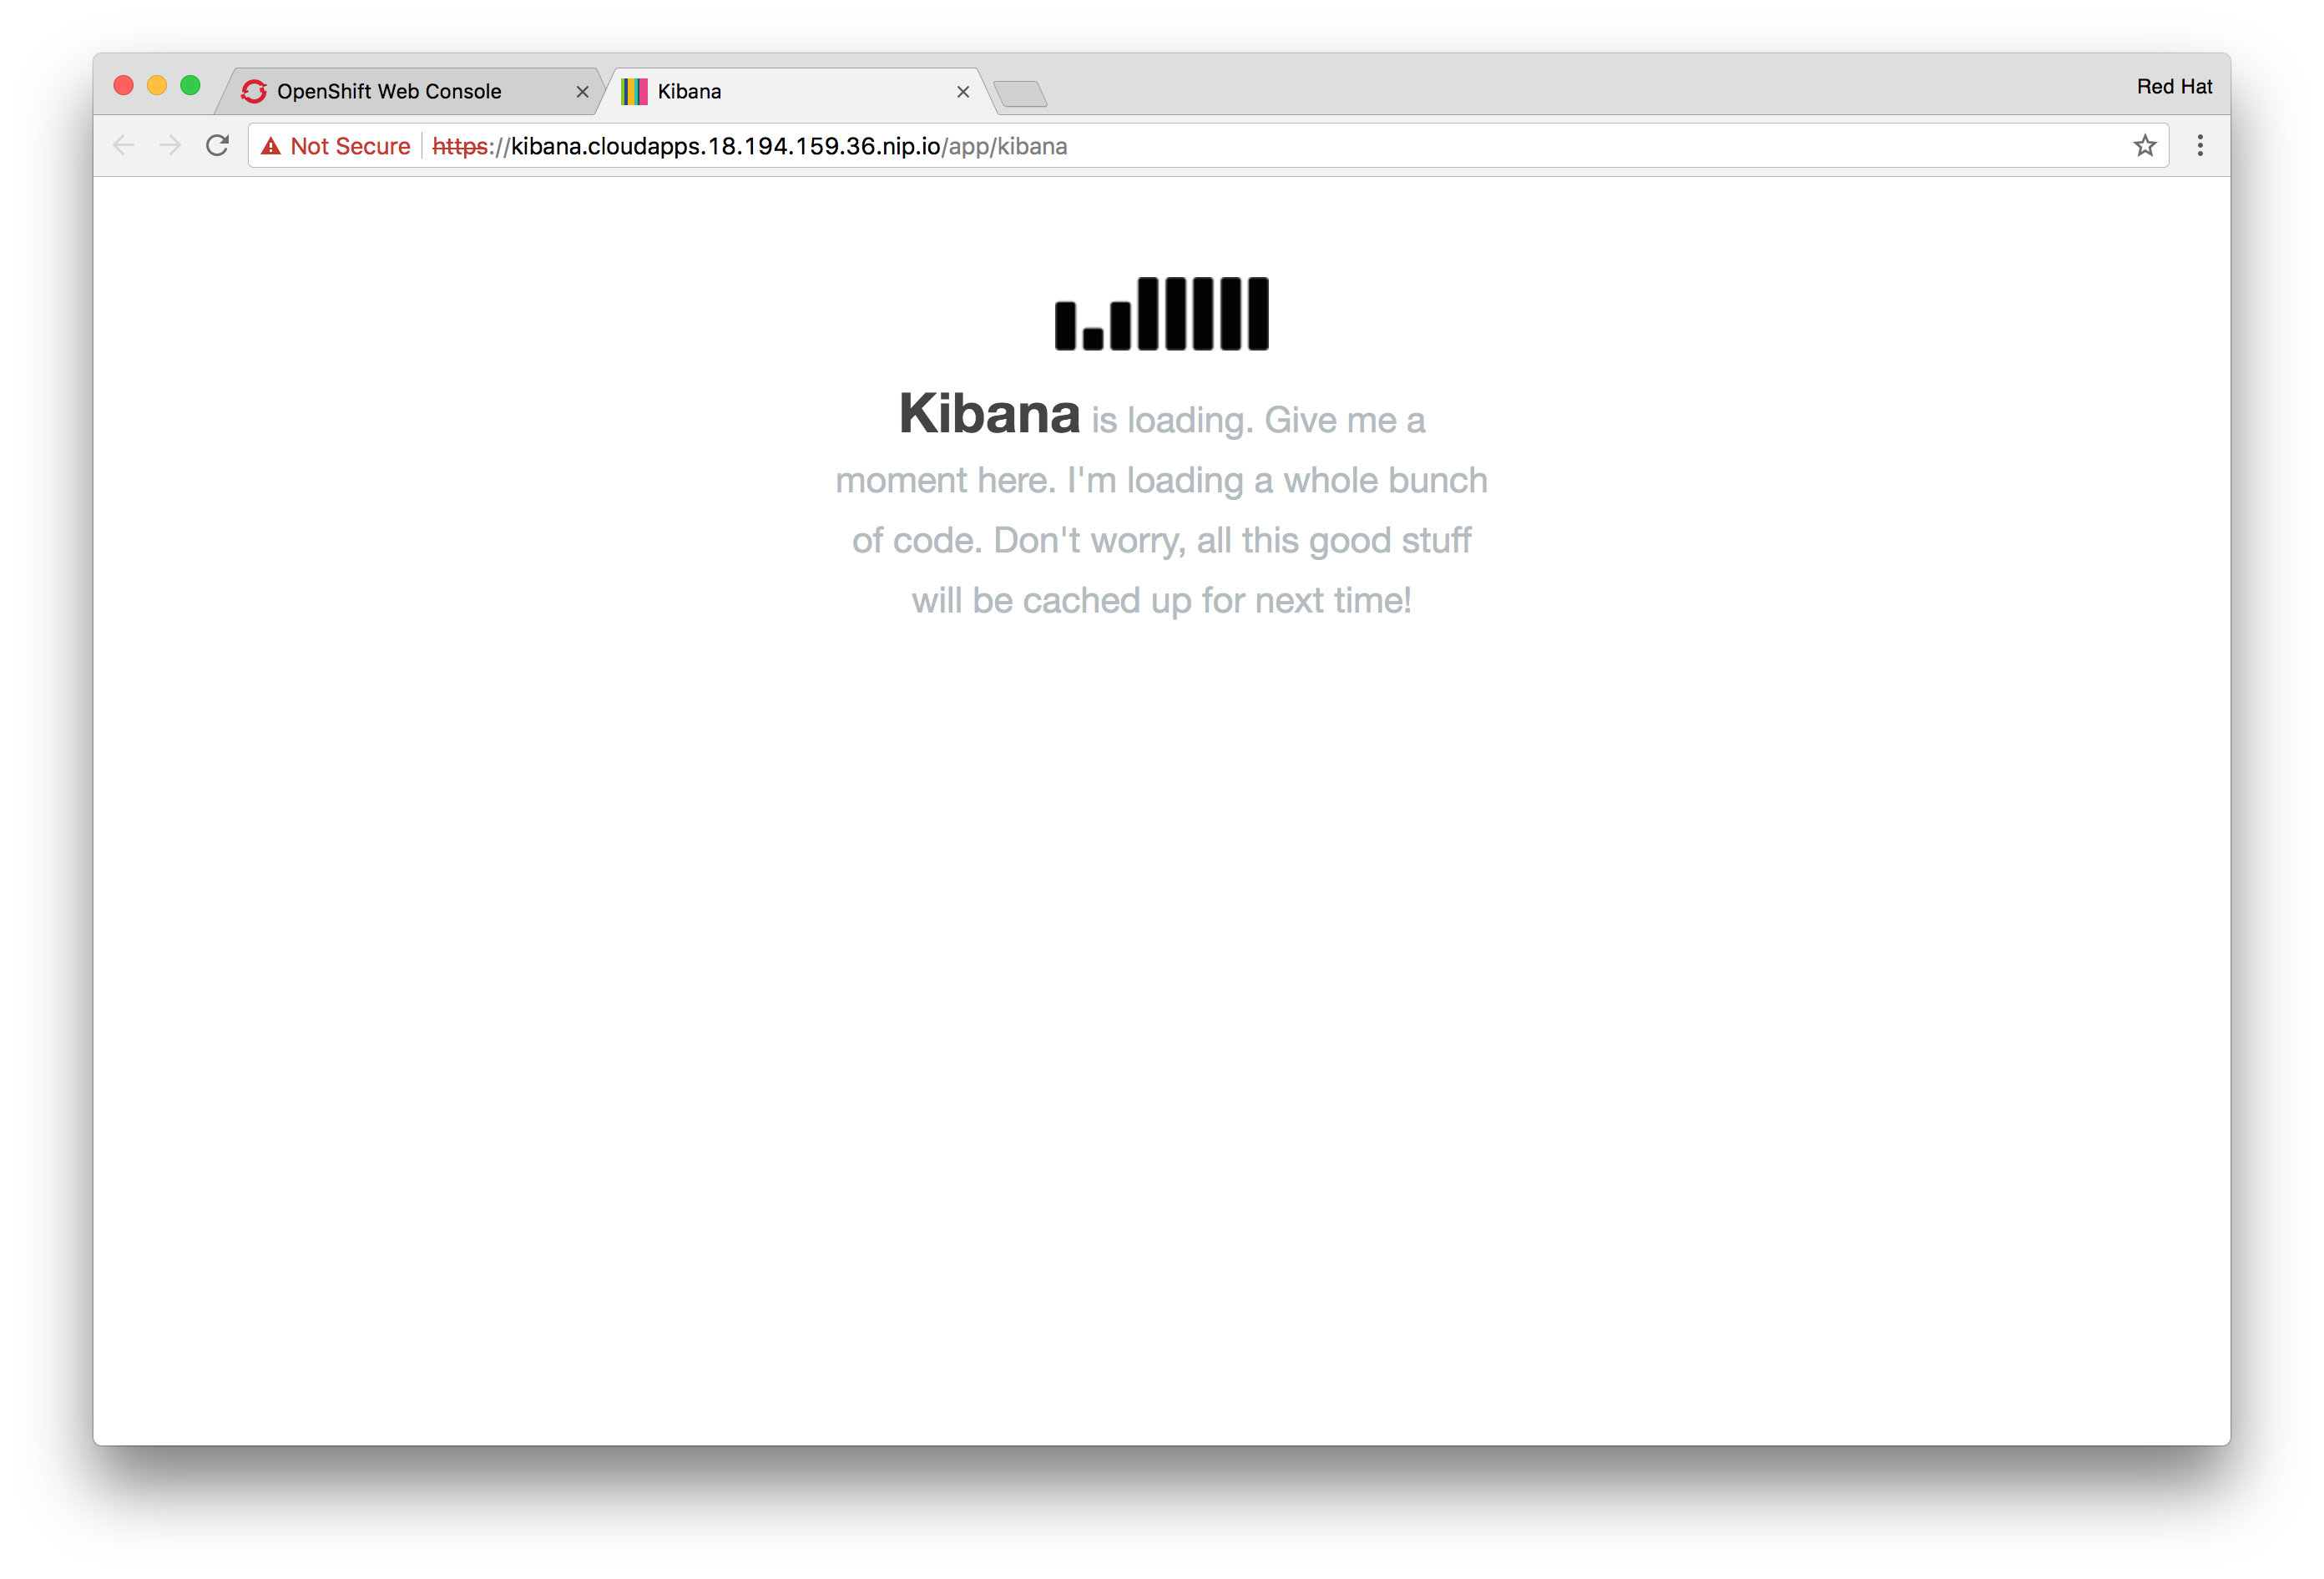 OpenShift Web Console
Kibana
Red Hat
Not Secure
https://kibana.cloudapps.18.194.159.36.nip.io/app/kibana
Kibana is loading. Give me a
moment here. I'm loading a whole bunch
of code. Don't worry, all this good stuff
will be cached up for next time!